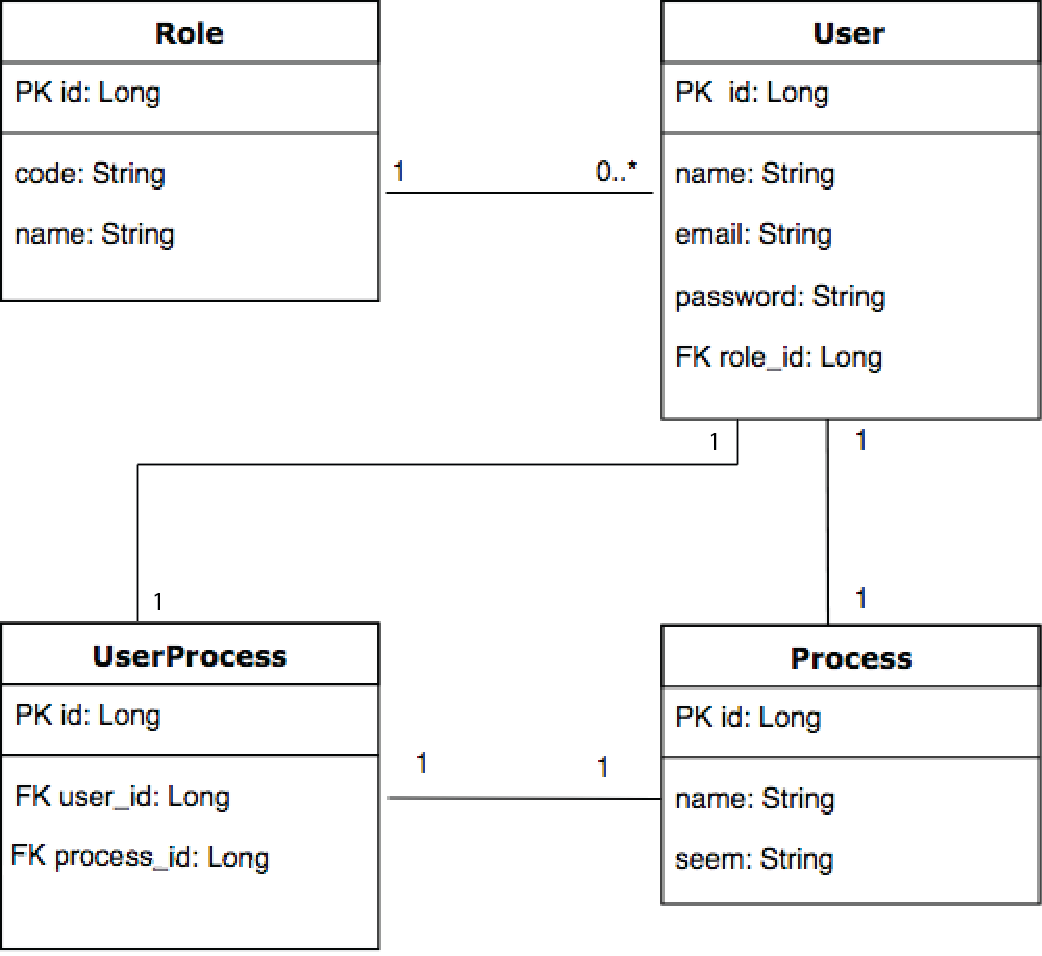 Role
PK id: Long
code: String
name: String
1
0..*
User
PK  id: Long
name: String
email: String
password: String
FK role_id: Long
1
1
1
1
UserProcess
PK id: Long
FK user_id: Long
FK process_id: Long
1
1
Process
PK id: Long
name: String
seem: String